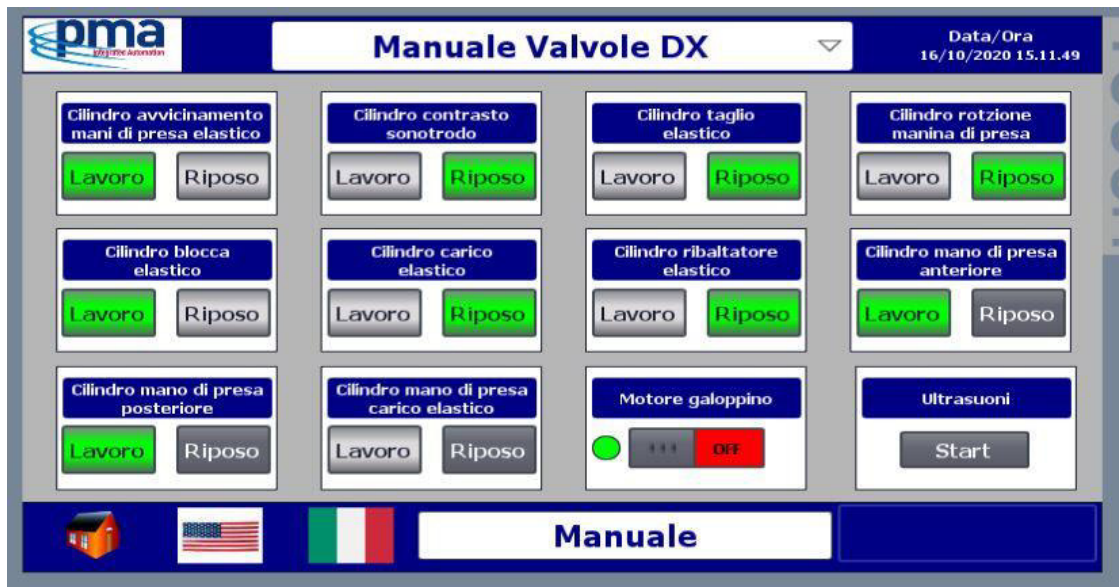 pma
Integrative Automation
Manuale Valvole DX
Data/Ora
16/10/2020 15.11.49
Cilindro avvicinamento
mani di presa elastico
Lavoro Riposo
Cilindro contrasto
sonotrodo
Lavoro Riposo
Cilindro taglio
elastico
Lavoro Riposo
Cilindro rotzione
manina di presa
Lavoro Riposo
Cilindro blocca
elastico
Lavoro Riposo
Cilindro carico
elastico
Lavoro Riposo
Cilindro ribaltatore
elastico
Lavoro Riposo
Cilindro mano di presa
anteriore
Lavoro Riposo
Cilindro mano di presa
posteriore
Lavoro Riposo
Cilindro mano di presa
carico elastico
Lavoro Riposo
Motore galoppino
OFF
Ultrasuoni
Start
Manuale